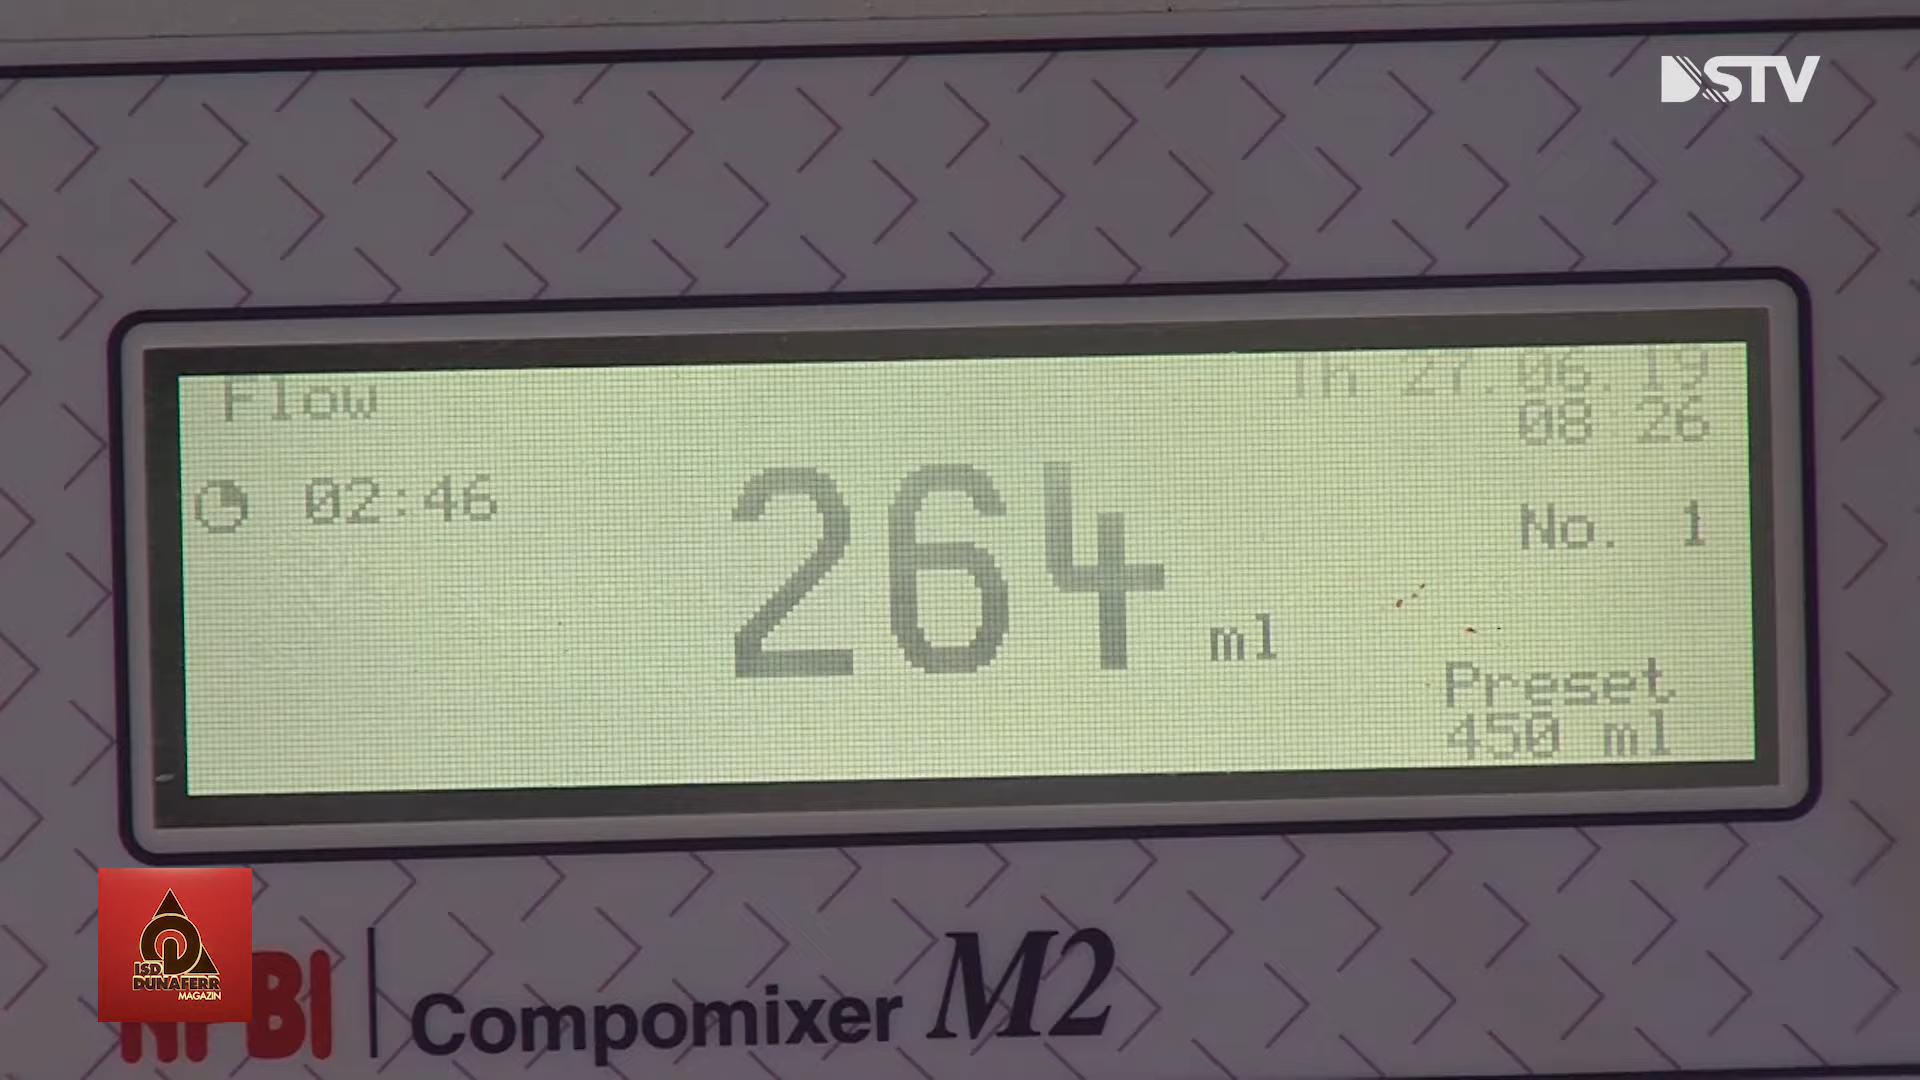 DSTV
Flow
Th 27.06.19
08:26
02:46
264 ml
No. 1
Preset
450 ml
ISD
DUNAFERR
MAGAZIN
NPBI
Compomixer M2